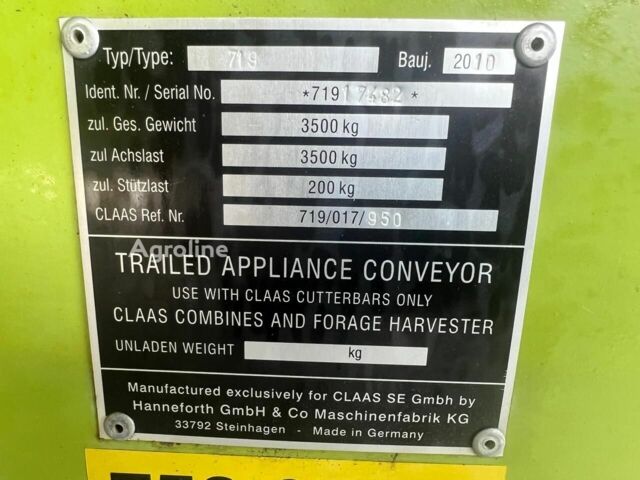 Typ/Type: 719 Bauj. 2010
Ident. Nr. / Serial No. *71917482*
zul. Ges. Gewicht 3500 kg
zul Achslast 3500 kg
zul. Stützlast 200 kg
CLAAS Ref. Nr. 719/017/950
Agroline
TRAILED APPLIANCE CONVEYOR
USE WITH CLAAS CUTTERBARS ONLY
CLAAS COMBINES AND FORAGE HARVESTER
UNLADEN WEIGHT kg
Manufactured exclusively for CLAAS SE Gmbh by
Hanneforth GmbH & Co Maschinenfabrik KG
33792 Steinhagen - Made in Germany